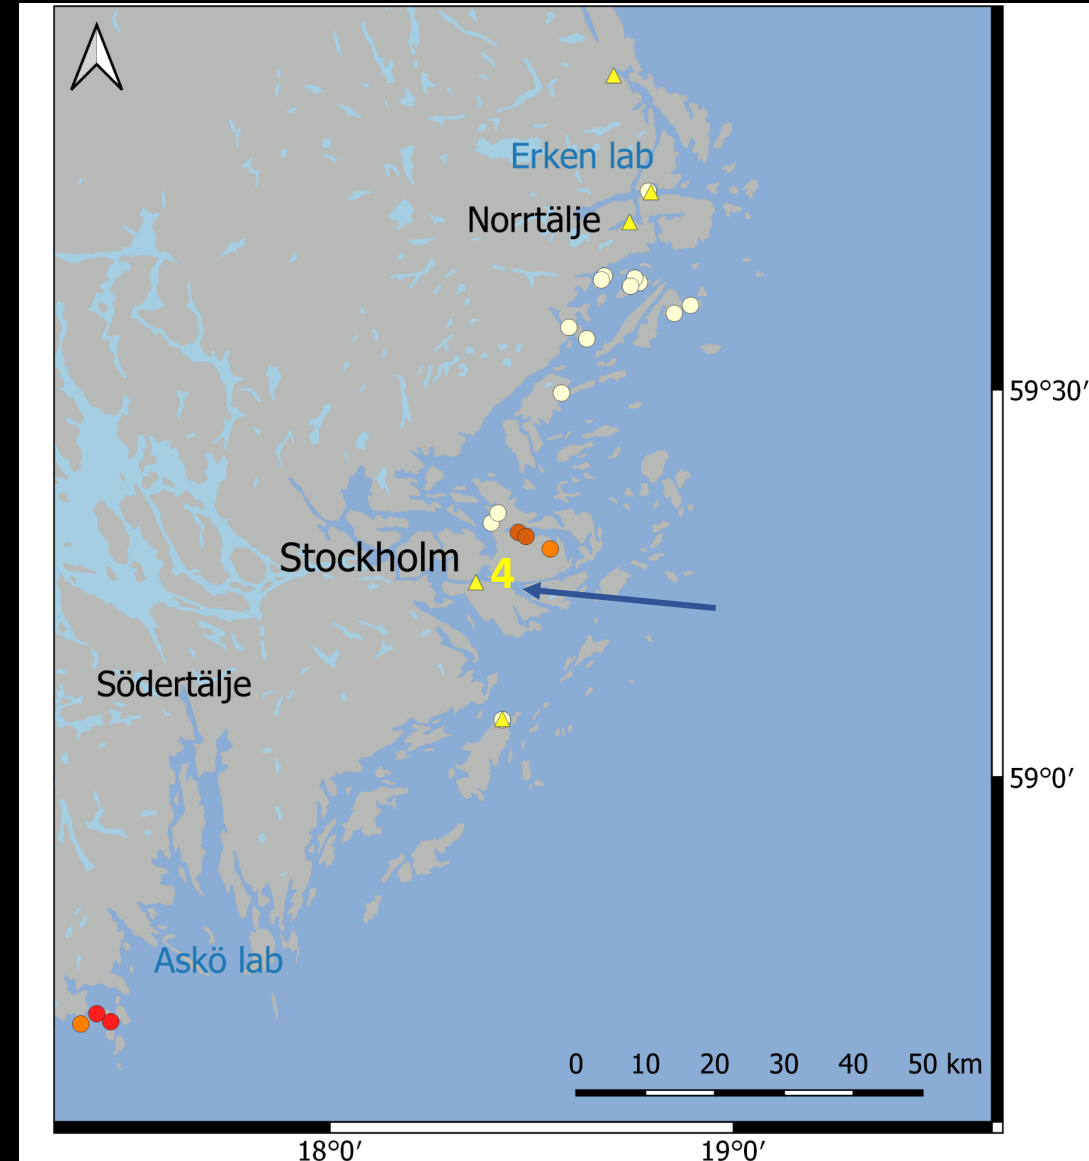 Erken lab
Norrtälje
59°30′
Stockholm
4
Södertälje
59°0′
Askö lab
0 10 20 30 40 50 km
18°0′ 19°0′